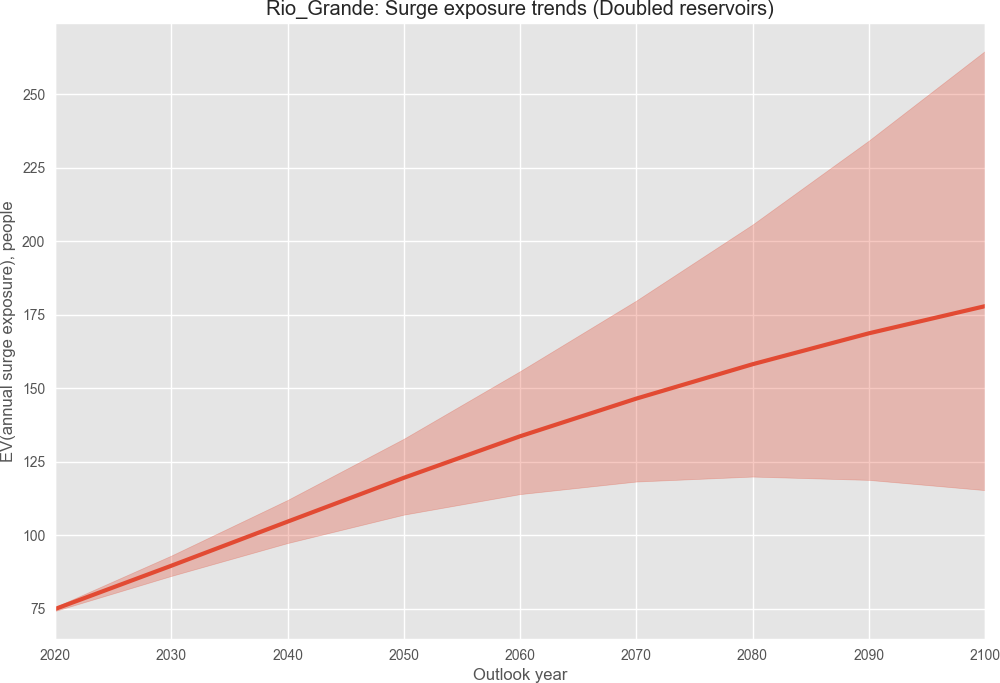 Rio_Grande: Surge exposure trends (Doubled reservoirs)
EV(annual surge exposure), people
250
225
200
175
150
125
100
75
2020 2030 2040 2050 2060 2070 2080 2090 2100
Outlook year